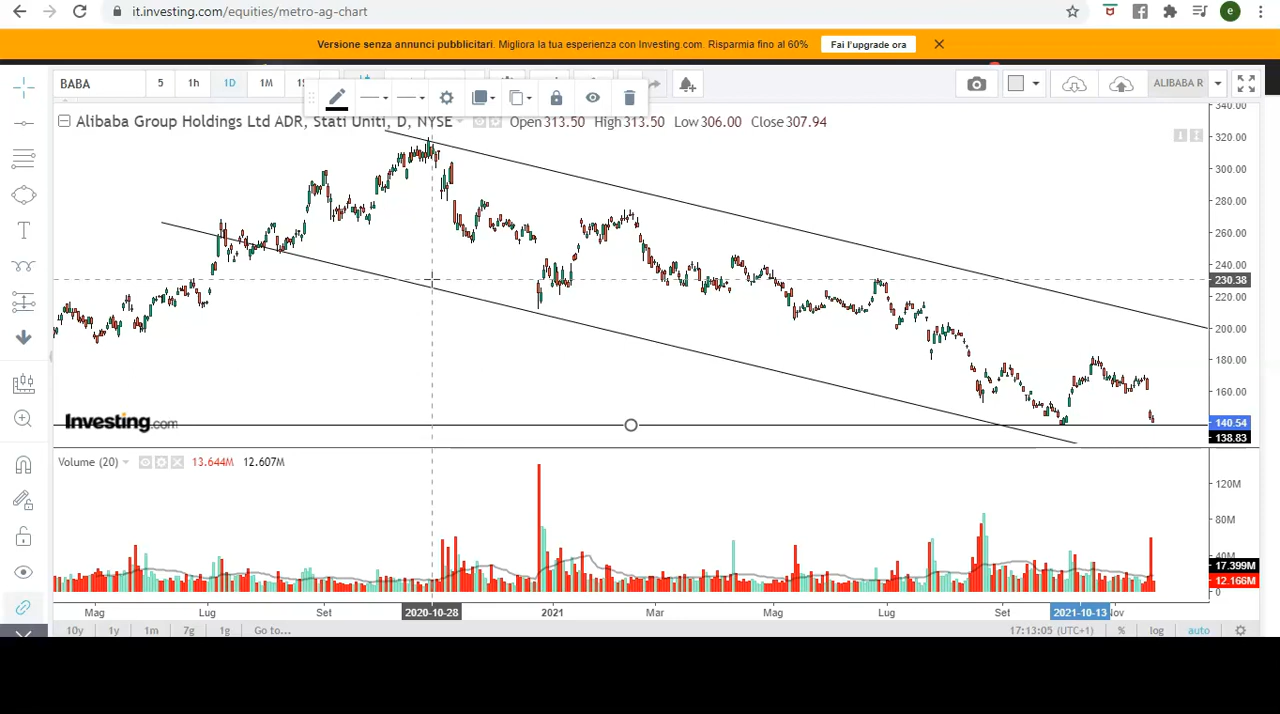 it.investing.com/equities/metro-ag-chart
e
Versione senza annunci pubblicitari. Migliora la tua esperienza con Investing.com. Risparmia fino al 60% Fai l'upgrade ora
BABA 5 1h 1D 1M ALIBABA R
Alibaba Group Holdings Ltd ADR, Stati Uniti, D, NYSE Open 313.50 High 313.50 Low 306.00 Close 307.94
340.00
320.00
300.00
280.00
260.00
240.00
230.38
220.00
200.00
180.00
160.00
140.54
138.83
Investing.com
Volume (20) 13.644M 12.607M
120M
80M
40M
17.399M
12.166M
0
Mag Lug Set 2020-10-28 2021 Mar Mag Lug Set 2021-10-13 Nov
10y 1y 1m 7g 1g Go to... 17:13:05 (UTC+1) % log auto